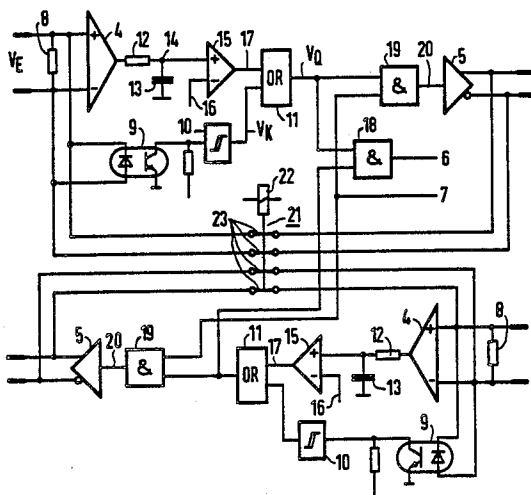 8 4 12 14 15 17 V_Q 19 20 5
V_E + - 13 16 - + OR 11 & 18
9 10 V_K & 6
7
22
21
23
5 20 19 & 11 OR 17 15 + - 16 12 13 4 + - 8
10 9